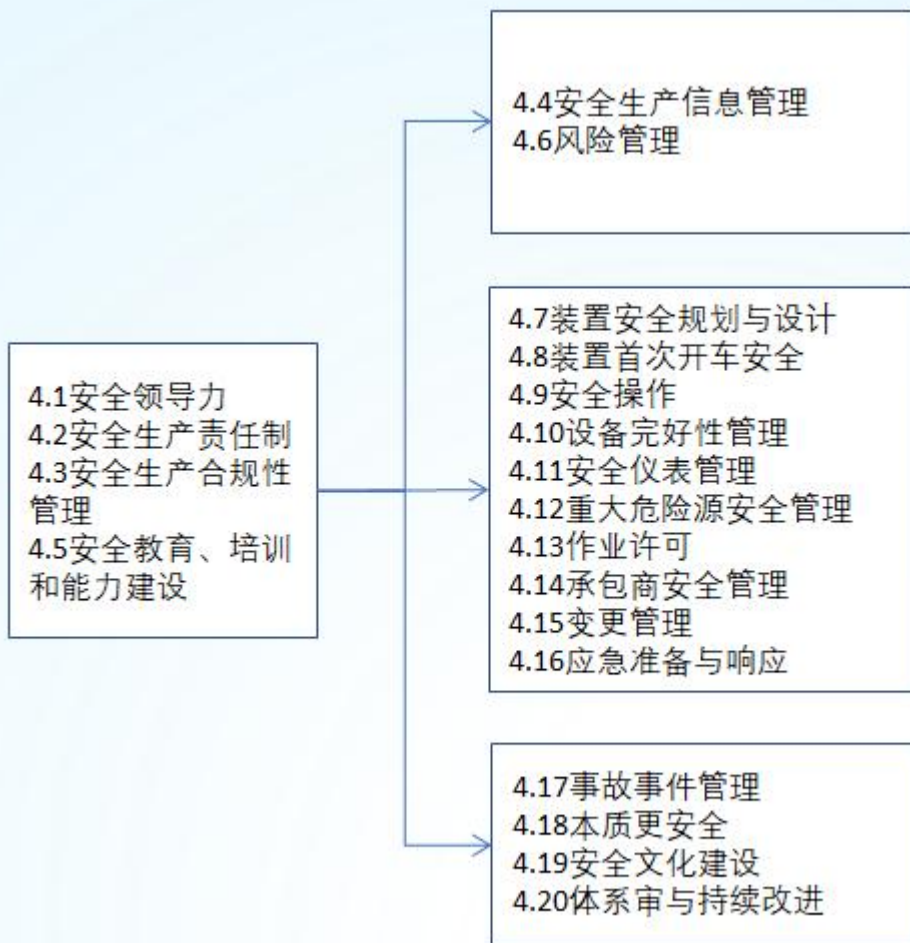 4.4安全生产信息管理
4.6风险管理
4.1安全领导力
4.2安全生产责任制
4.3安全生产合规性
管理
4.5安全教育、培训
和能力建设
4.7装置安全规划与设计
4.8装置首次开车安全
4.9安全操作
4.10设备完好性管理
4.11安全仪表管理
4.12重大危险源安全管理
4.13作业许可
4.14承包商安全管理
4.15变更管理
4.16应急准备与响应
4.17事故事件管理
4.18本质更安全
4.19安全文化建设
4.20体系审与持续改进